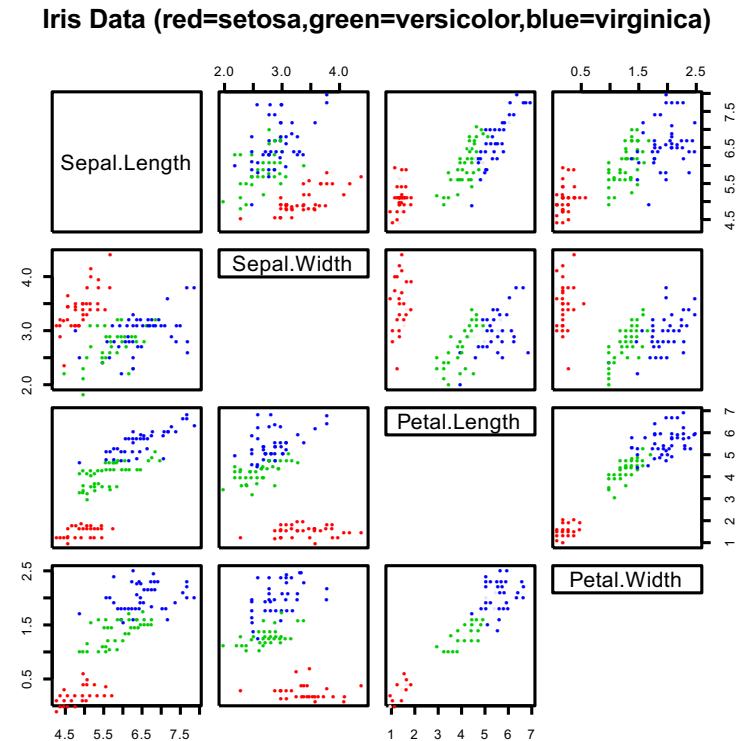 Iris Data (red=setosa,green=versicolor,blue=virginica)
2.0 3.0 4.0
0.5 1.5 2.5
Sepal.Length
4.5 5.5 6.5 7.5
Sepal.Width
2.0 3.0 4.0
Petal.Length
1 2 3 4 5 6 7
Petal.Width
0.5 1.5 2.5
4.5 5.5 6.5 7.5
1 2 3 4 5 6 7